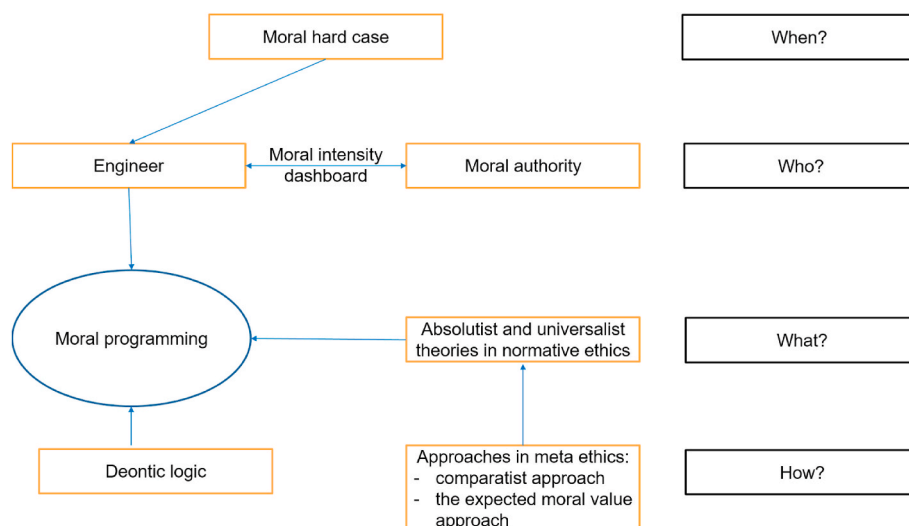 Moral hard case
When?
Engineer
Moral intensity
dashboard
Moral authority
Who?
Moral programming
Absolutist and universalist
theories in normative ethics
What?
Deontic logic
Approaches in meta ethics:
- comparatist approach
- the expected moral value
approach
How?